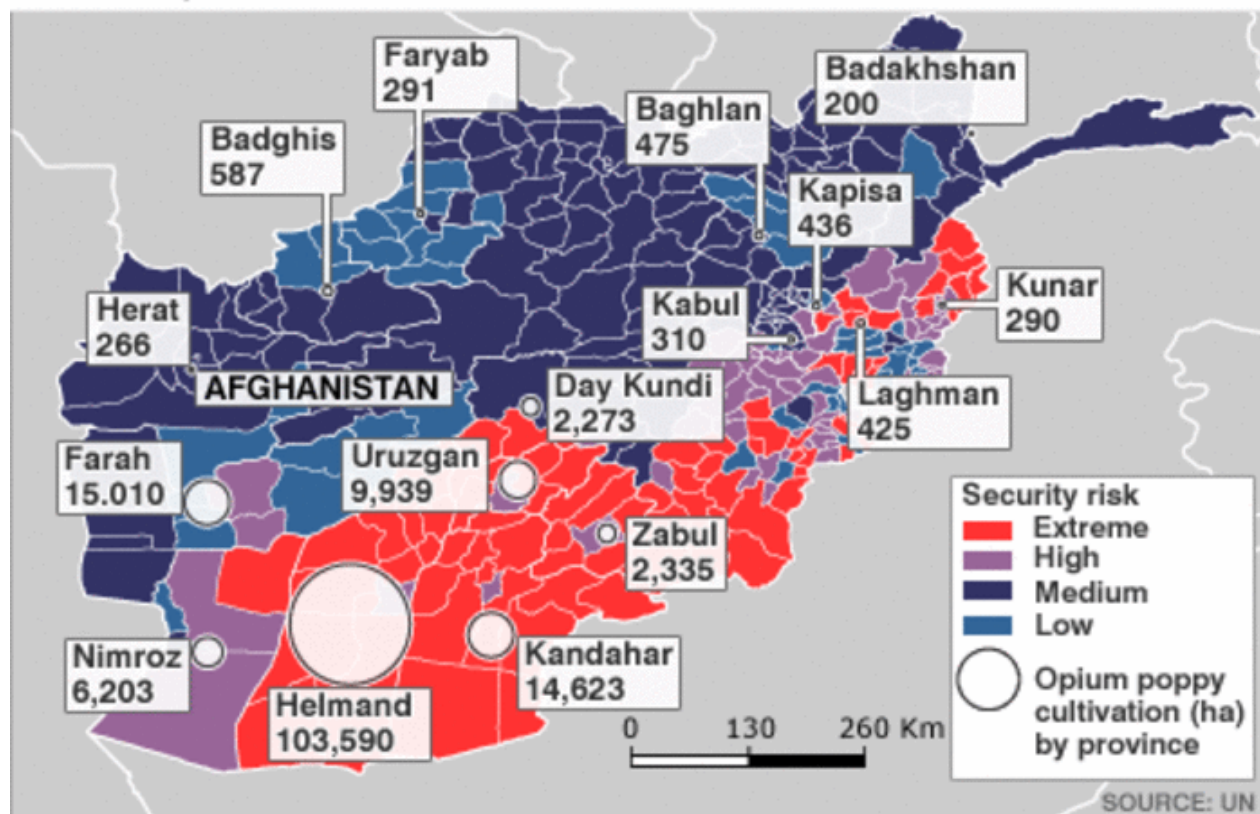 Faryab
291
Badakhshan
200
Baghlan
475
Badghis
587
Kapisa
436
Kunar
290
Herat
266
Kabul
310
AFGHANISTAN
Day Kundi
2,273
Laghman
425
Farah
15.010
Uruzgan
9,939
Zabul
2,335
Nimroz
6,203
Kandahar
14,623
Helmand
103,590
0 130 260 Km
Security risk
Extreme
High
Medium
Low
Opium poppy
cultivation (ha)
by province
SOURCE: UN